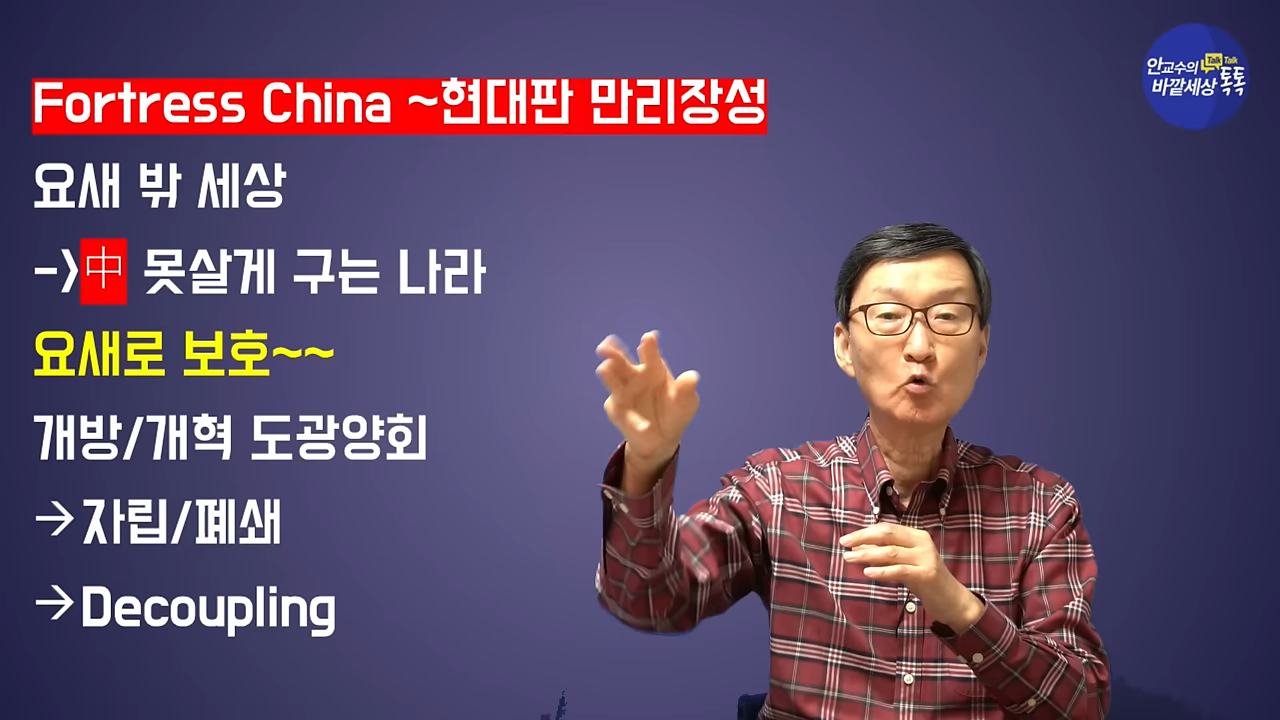 Fortress China ~현대판 만리장성
요새 밖 세상
->中 못살게 구는 나라
요새로 보호~~
개방/개혁 도광양회
→자립/폐쇄
→Decoupling
안교수의 Talk Talk
바깥세상 톡톡